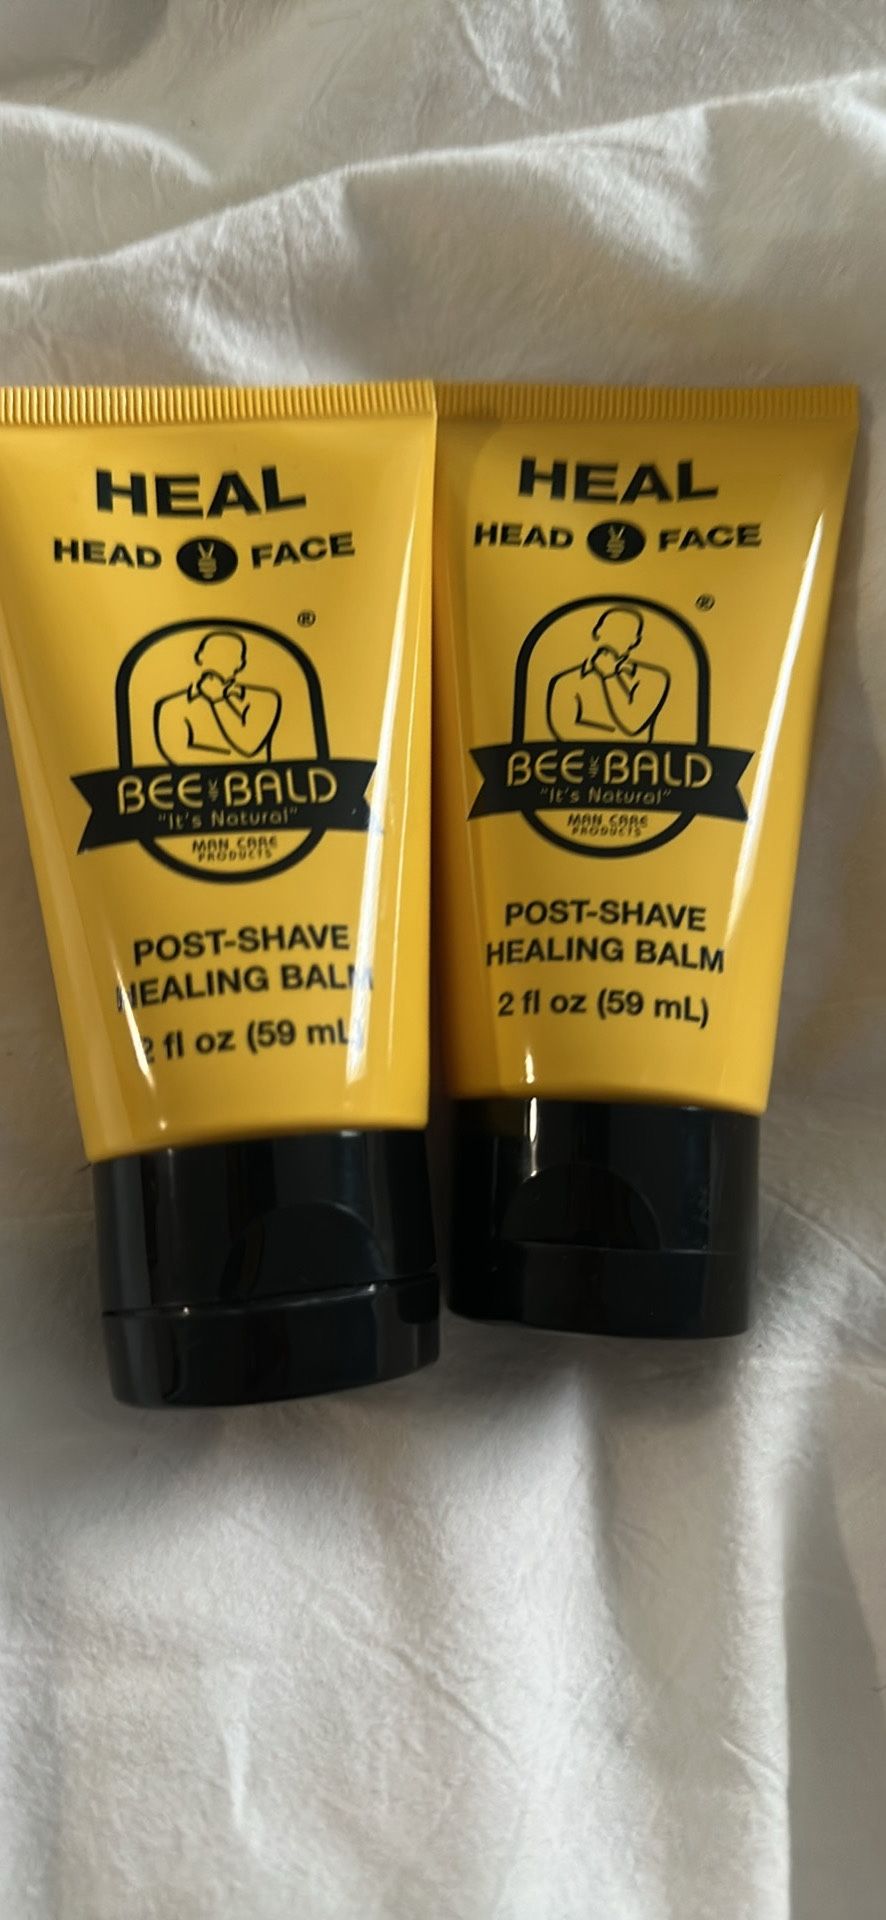 HEAL
HEAD FACE
®
BEE BALD
"It's Natural"
MAN CARE
PRODUCTS
POST-SHAVE
HEALING BALM
2 fl oz (59 mL)
HEAL
HEAD FACE
®
BEE BALD
"It's Natural"
MAN CARE
PRODUCTS
POST-SHAVE
HEALING BALM
2 fl oz (59 mL)